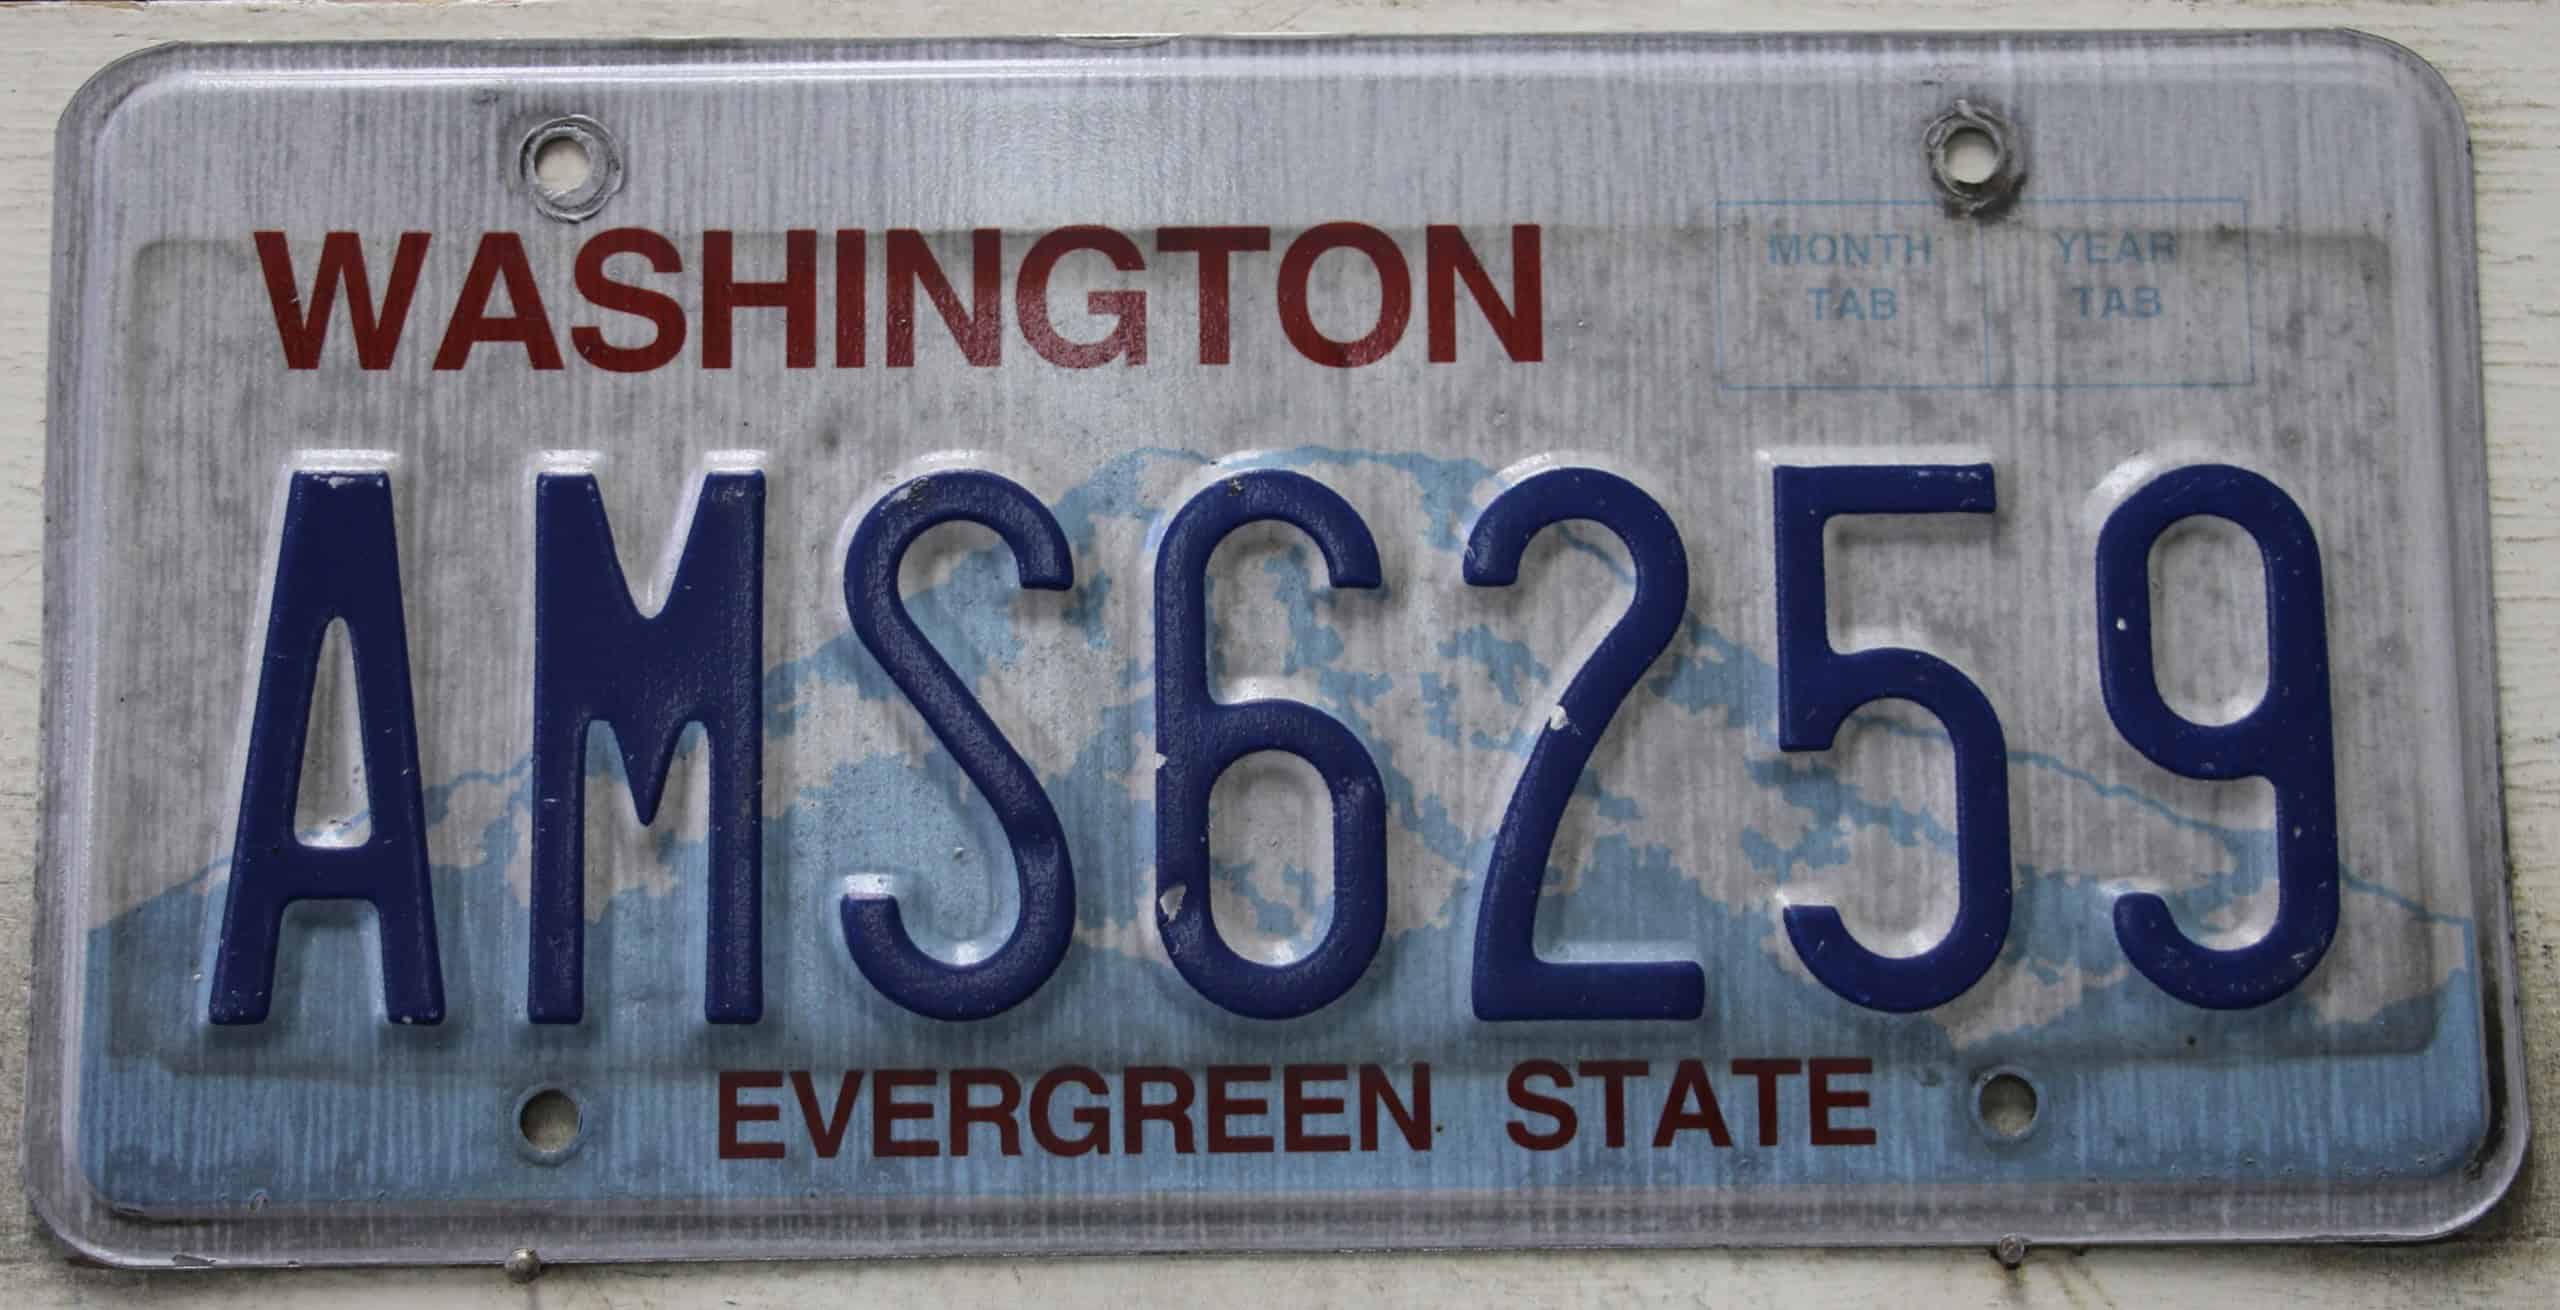 WASHINGTON
MONTH YEAR
TAB TAB
AMS6259
EVERGREEN STATE